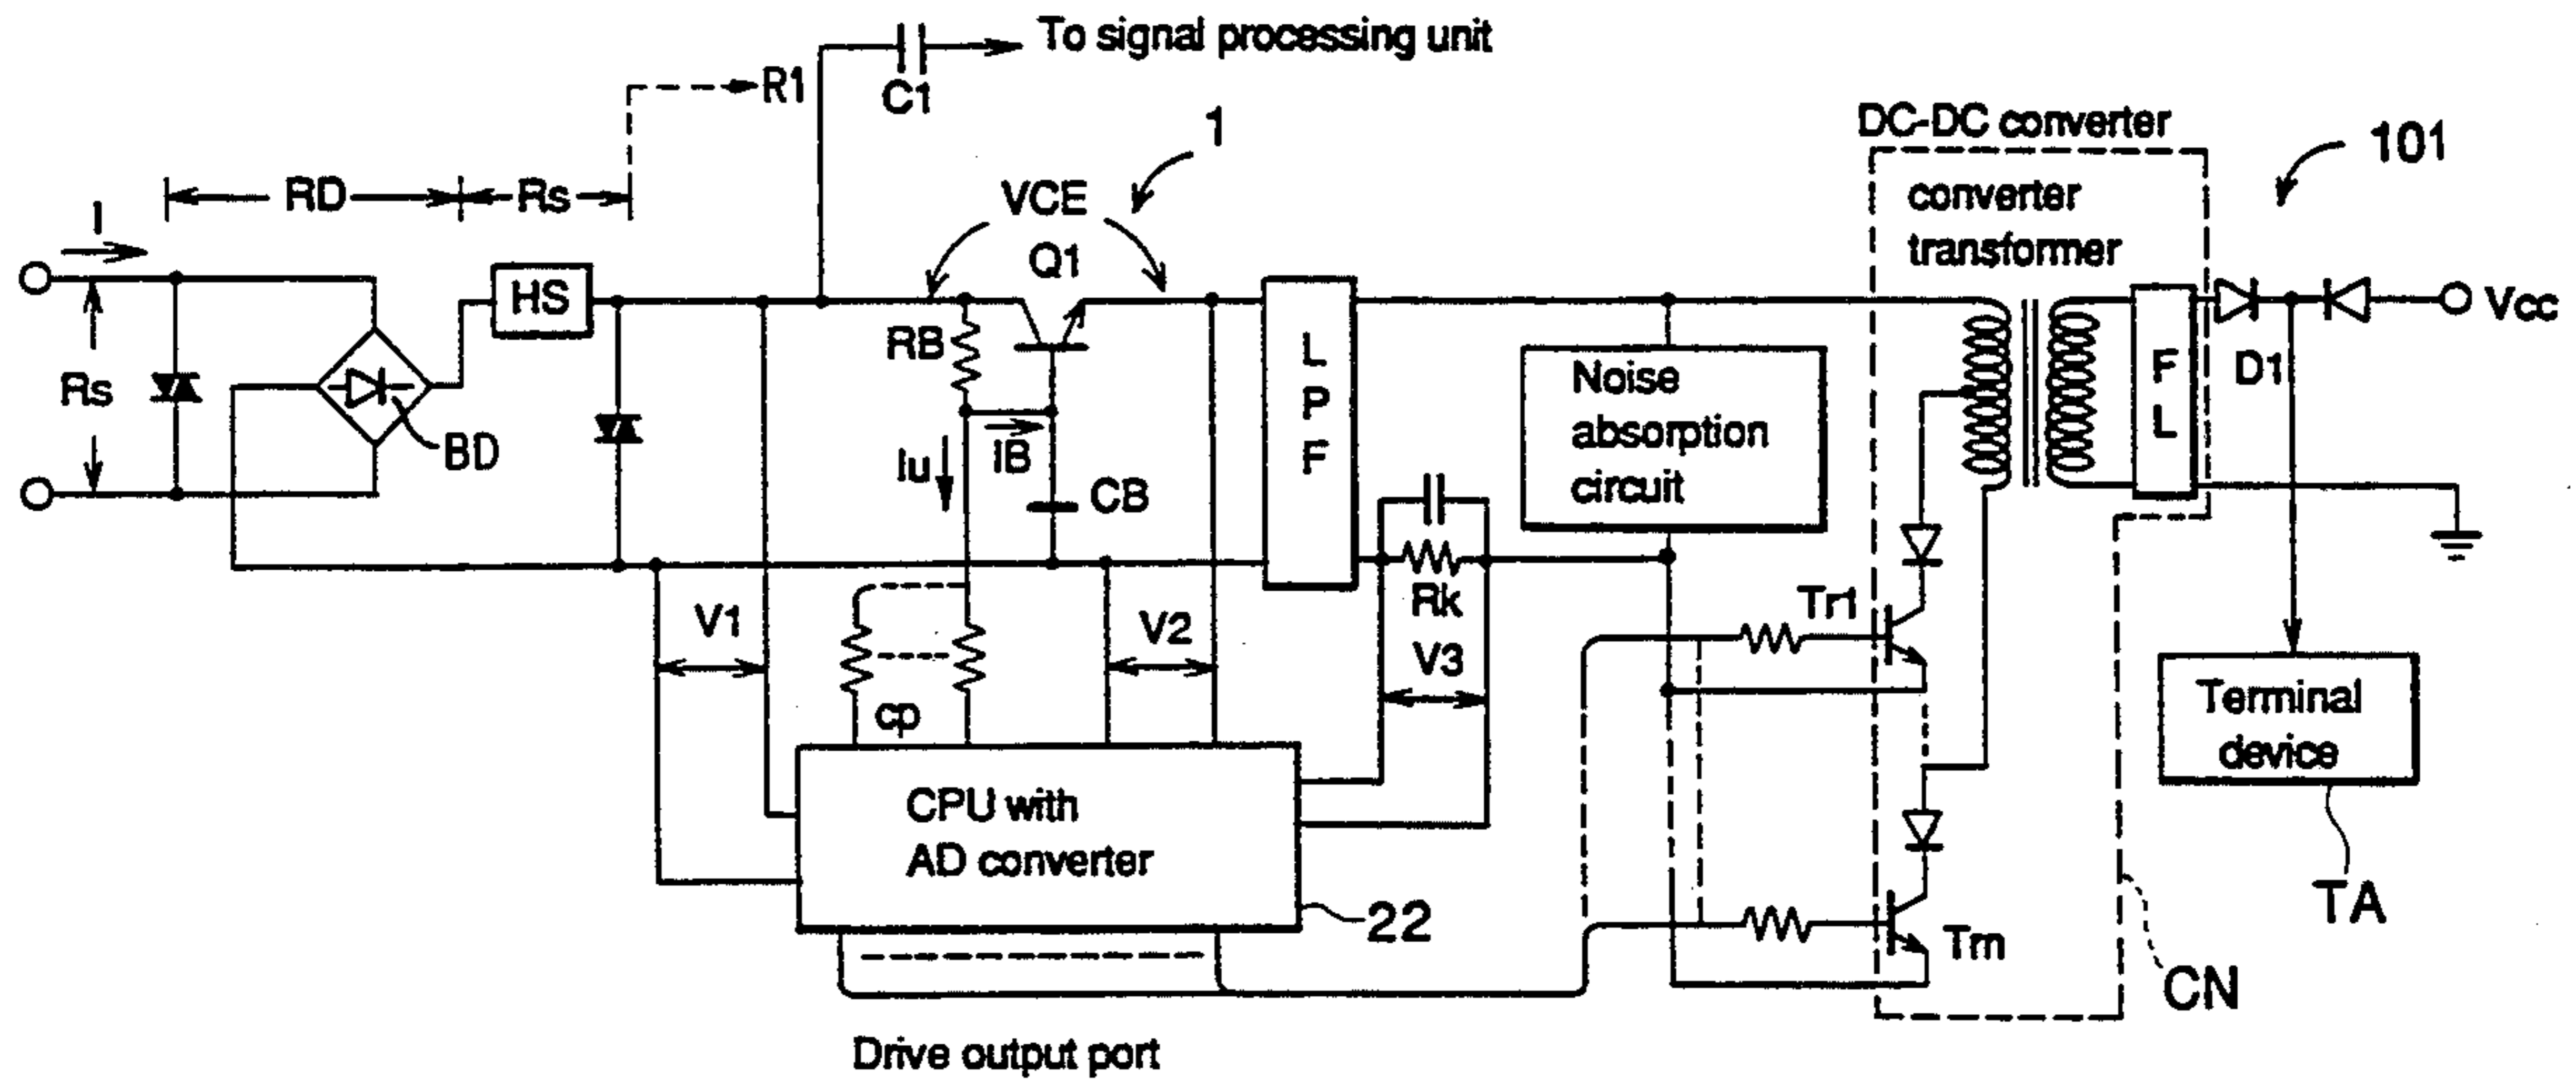 To signal processing unit
C1
R1
1
DC-DC converter
101
RD
Rs
I
VCE
converter
transformer
Q1
HS
Vcc
RB
L
P
F
Noise
absorption
circuit
F
L
D1
Rs
BD
Iu
IB
CB
Rk
Tr1
V1
V2
V3
Terminal
device
cp
CPU with
AD converter
22
TA
Trn
CN
Drive output port